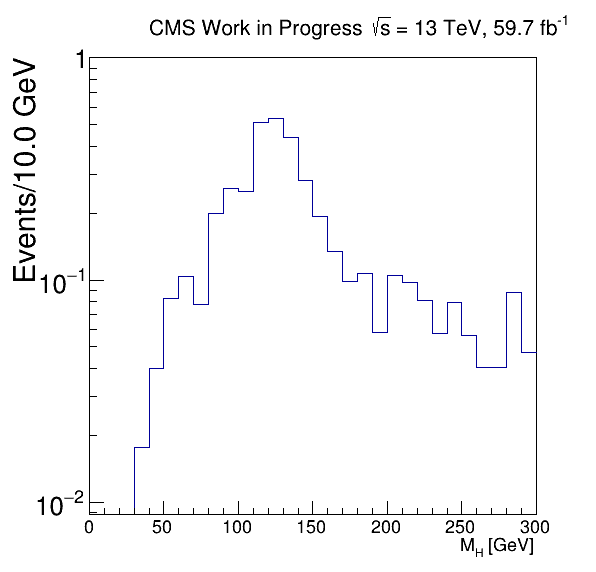 CMS Work in Progress √s = 13 TeV, 59.7 fb⁻¹
Events/10.0 GeV
1
10⁻¹
10⁻²
0 50 100 150 200 250 300
M_H [GeV]